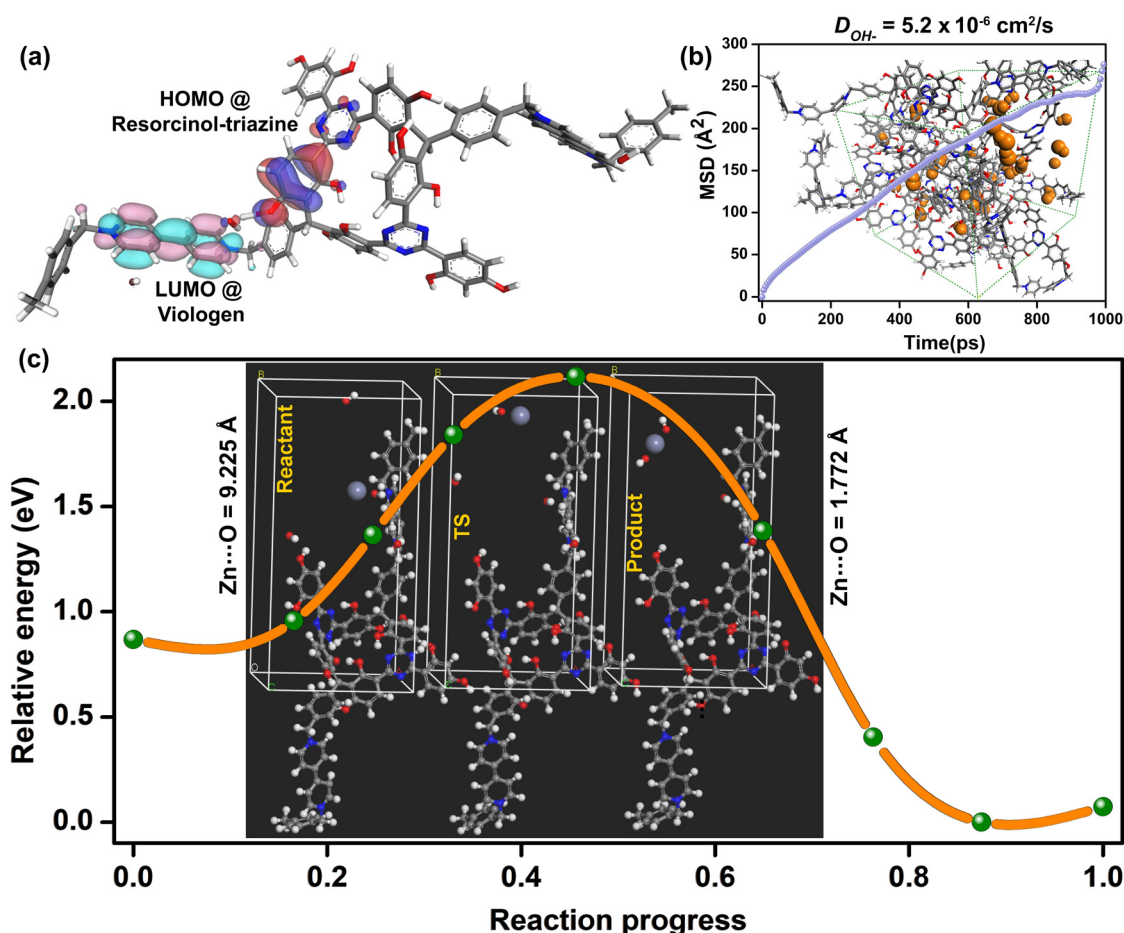 (a)
HOMO @
Resorcinol-triazine
LUMO @
Viologen
D_OH- = 5.2 x 10⁻⁶ cm²/s
(b)
300
250
200
150
100
50
0
MSD (Å²)
0 200 400 600 800 1000
Time(ps)
(c)
2.0
1.5
1.0
0.5
0.0
Relative energy (eV)
Zn···O = 9.225 Å
Reactant
TS
Product
Zn···O = 1.772 Å
B
B
B
O
C
0.0 0.2 0.4 0.6 0.8 1.0
Reaction progress